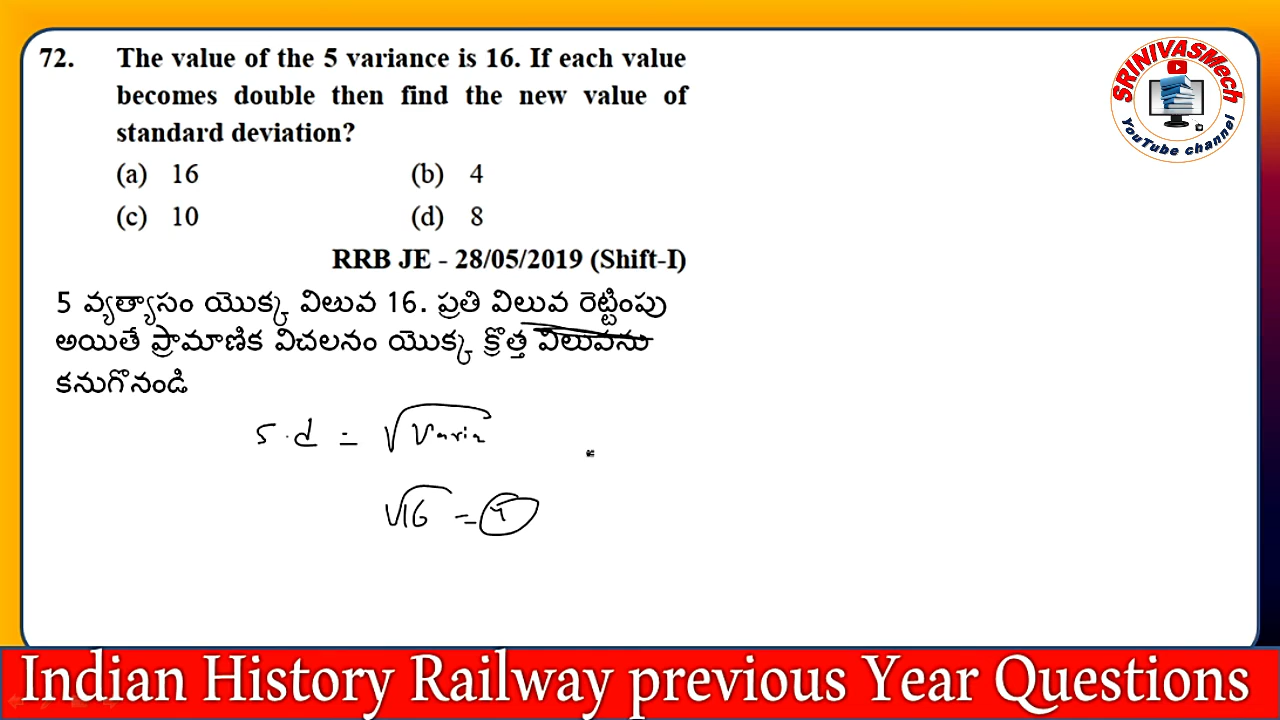 72. The value of the 5 variance is 16. If each value
becomes double then find the new value of
standard deviation?
(a) 16 (b) 4
(c) 10 (d) 8
RRB JE - 28/05/2019 (Shift-I)
5 వ్యత్యాసం యొక్క విలువ 16. ప్రతి విలువ రెట్టింపు
అయితే ప్రామాణిక విచలనం యొక్క క్రొత్త విలువను
కనుగొనండి
S.d = √Varia
√16 = 4
SRINIVASMech
YouTube channel
Indian History Railway previous Year Questions